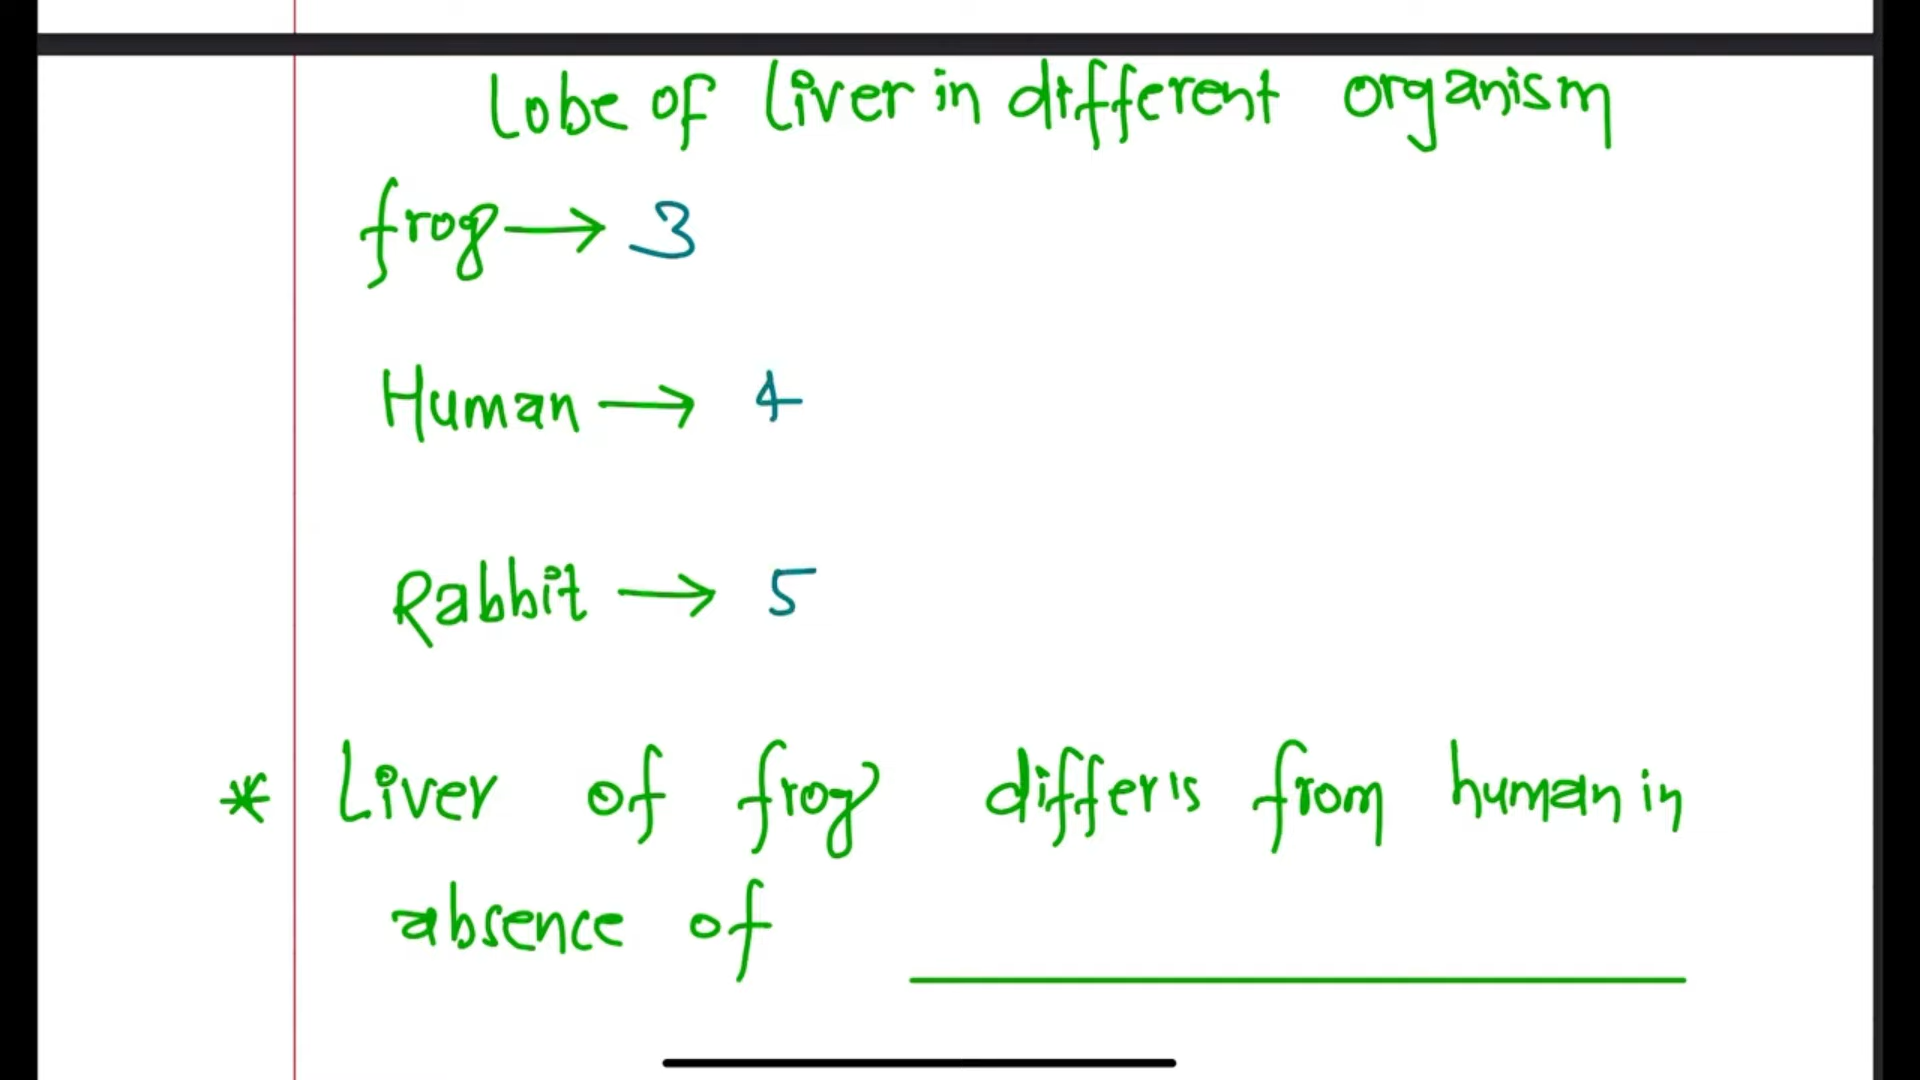 Lobe of Liver in different organism
frog → 3
Human → 4
Rabbit → 5
* Liver of frog differis from human in
absence of ____________